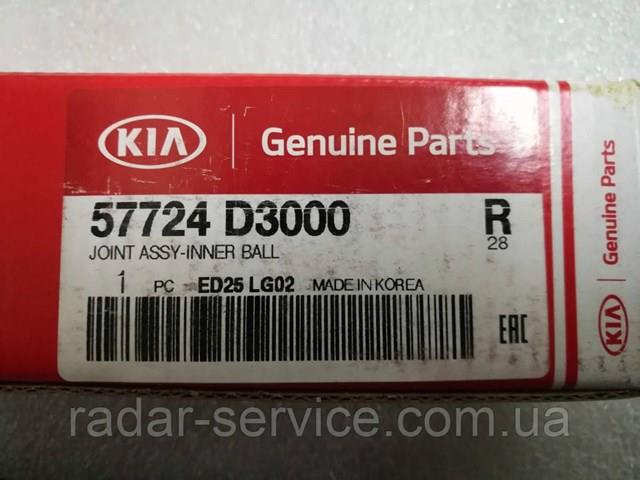 KIA Genuine Parts
57724 D3000 R
28
JOINT ASSY-INNER BALL
1 PC ED25 LG02 MADE IN KOREA
EAC
KIA Genuine Parts
radar-service.com.ua